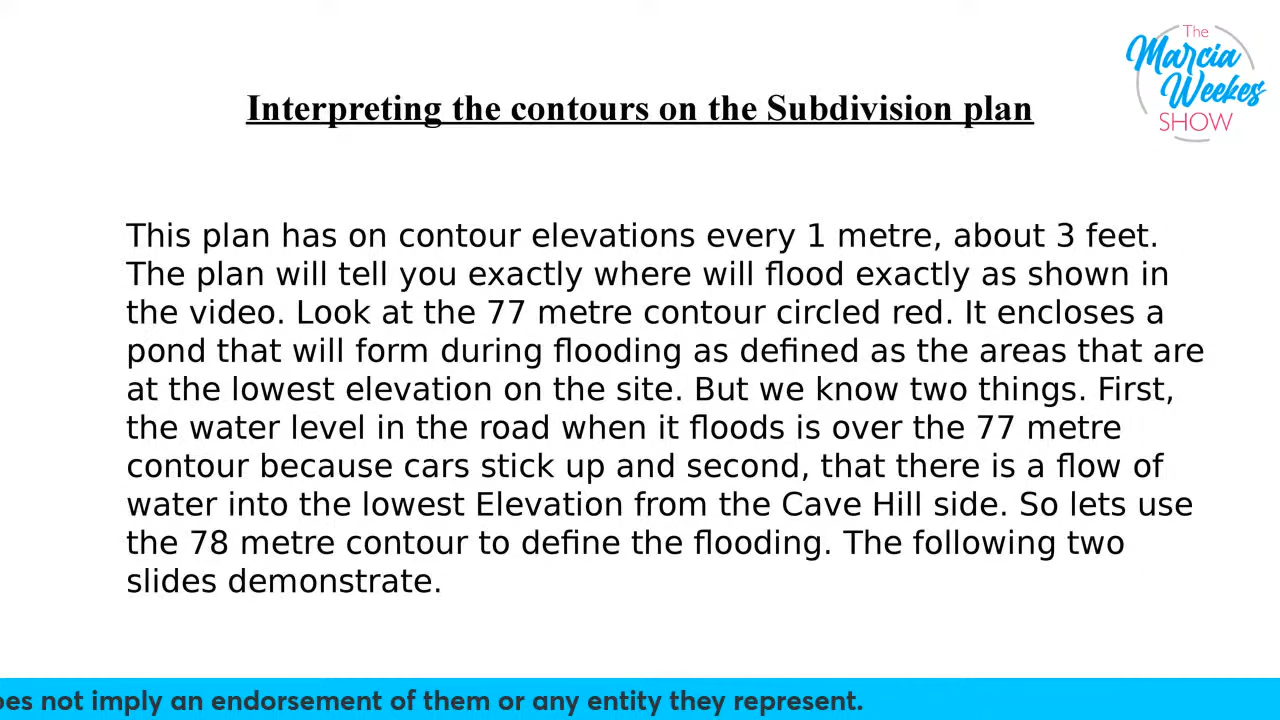 The
Marcia
Weekes
SHOW
Interpreting the contours on the Subdivision plan
This plan has on contour elevations every 1 metre, about 3 feet.
The plan will tell you exactly where will flood exactly as shown in
the video. Look at the 77 metre contour circled red. It encloses a
pond that will form during flooding as defined as the areas that are
at the lowest elevation on the site. But we know two things. First,
the water level in the road when it floods is over the 77 metre
contour because cars stick up and second, that there is a flow of
water into the lowest Elevation from the Cave Hill side. So lets use
the 78 metre contour to define the flooding. The following two
slides demonstrate.
not imply an endorsement of them or any entity they represent.